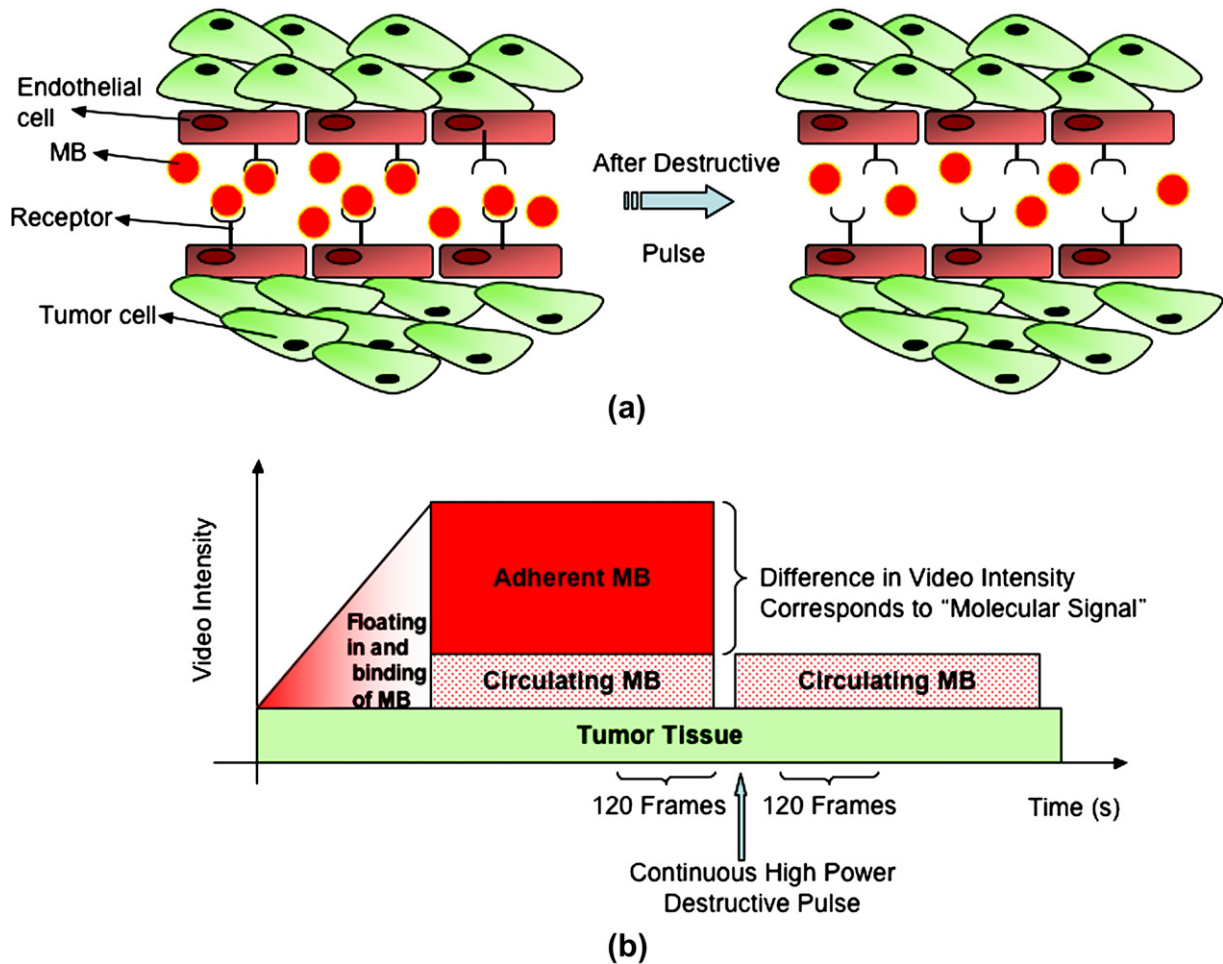 Endothelial
cell
MB
Receptor
Tumor cell
After Destructive
Pulse
(a)
Video Intensity
Floating
in and
binding
of MB
Adherent MB
Circulating MB
Circulating MB
Tumor Tissue
Difference in Video Intensity
Corresponds to “Molecular Signal”
120 Frames
120 Frames
Time (s)
Continuous High Power
Destructive Pulse
(b)